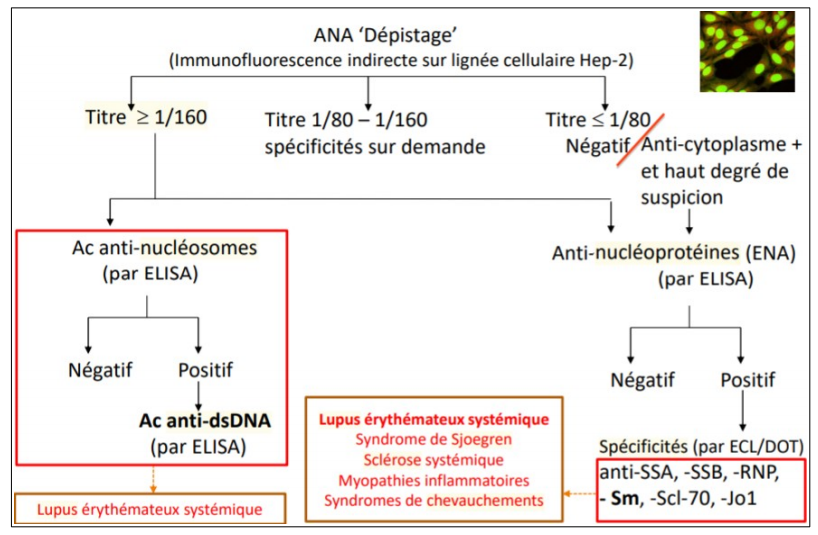 ANA ‘Dépistage’
(Immunofluorescence indirecte sur lignée cellulaire Hep-2)
Titre ≥ 1/160
Titre 1/80 – 1/160
spécificités sur demande
Titre ≤ 1/80
Négatif
Anti-cytoplasme +
et haut degré de
suspicion
Ac anti-nucléosomes
(par ELISA)
Négatif
Positif
Ac anti-dsDNA
(par ELISA)
Lupus érythémateux systémique
Anti-nucléoprotéines (ENA)
(par ELISA)
Négatif
Positif
Spécificités (par ECL/DOT)
anti-SSA, -SSB, -RNP,
- Sm, -Scl-70, -Jo1
Lupus érythémateux systémique
Syndrome de Sjoegren
Sclérose systémique
Myopathies inflammatoires
Syndromes de chevauchements